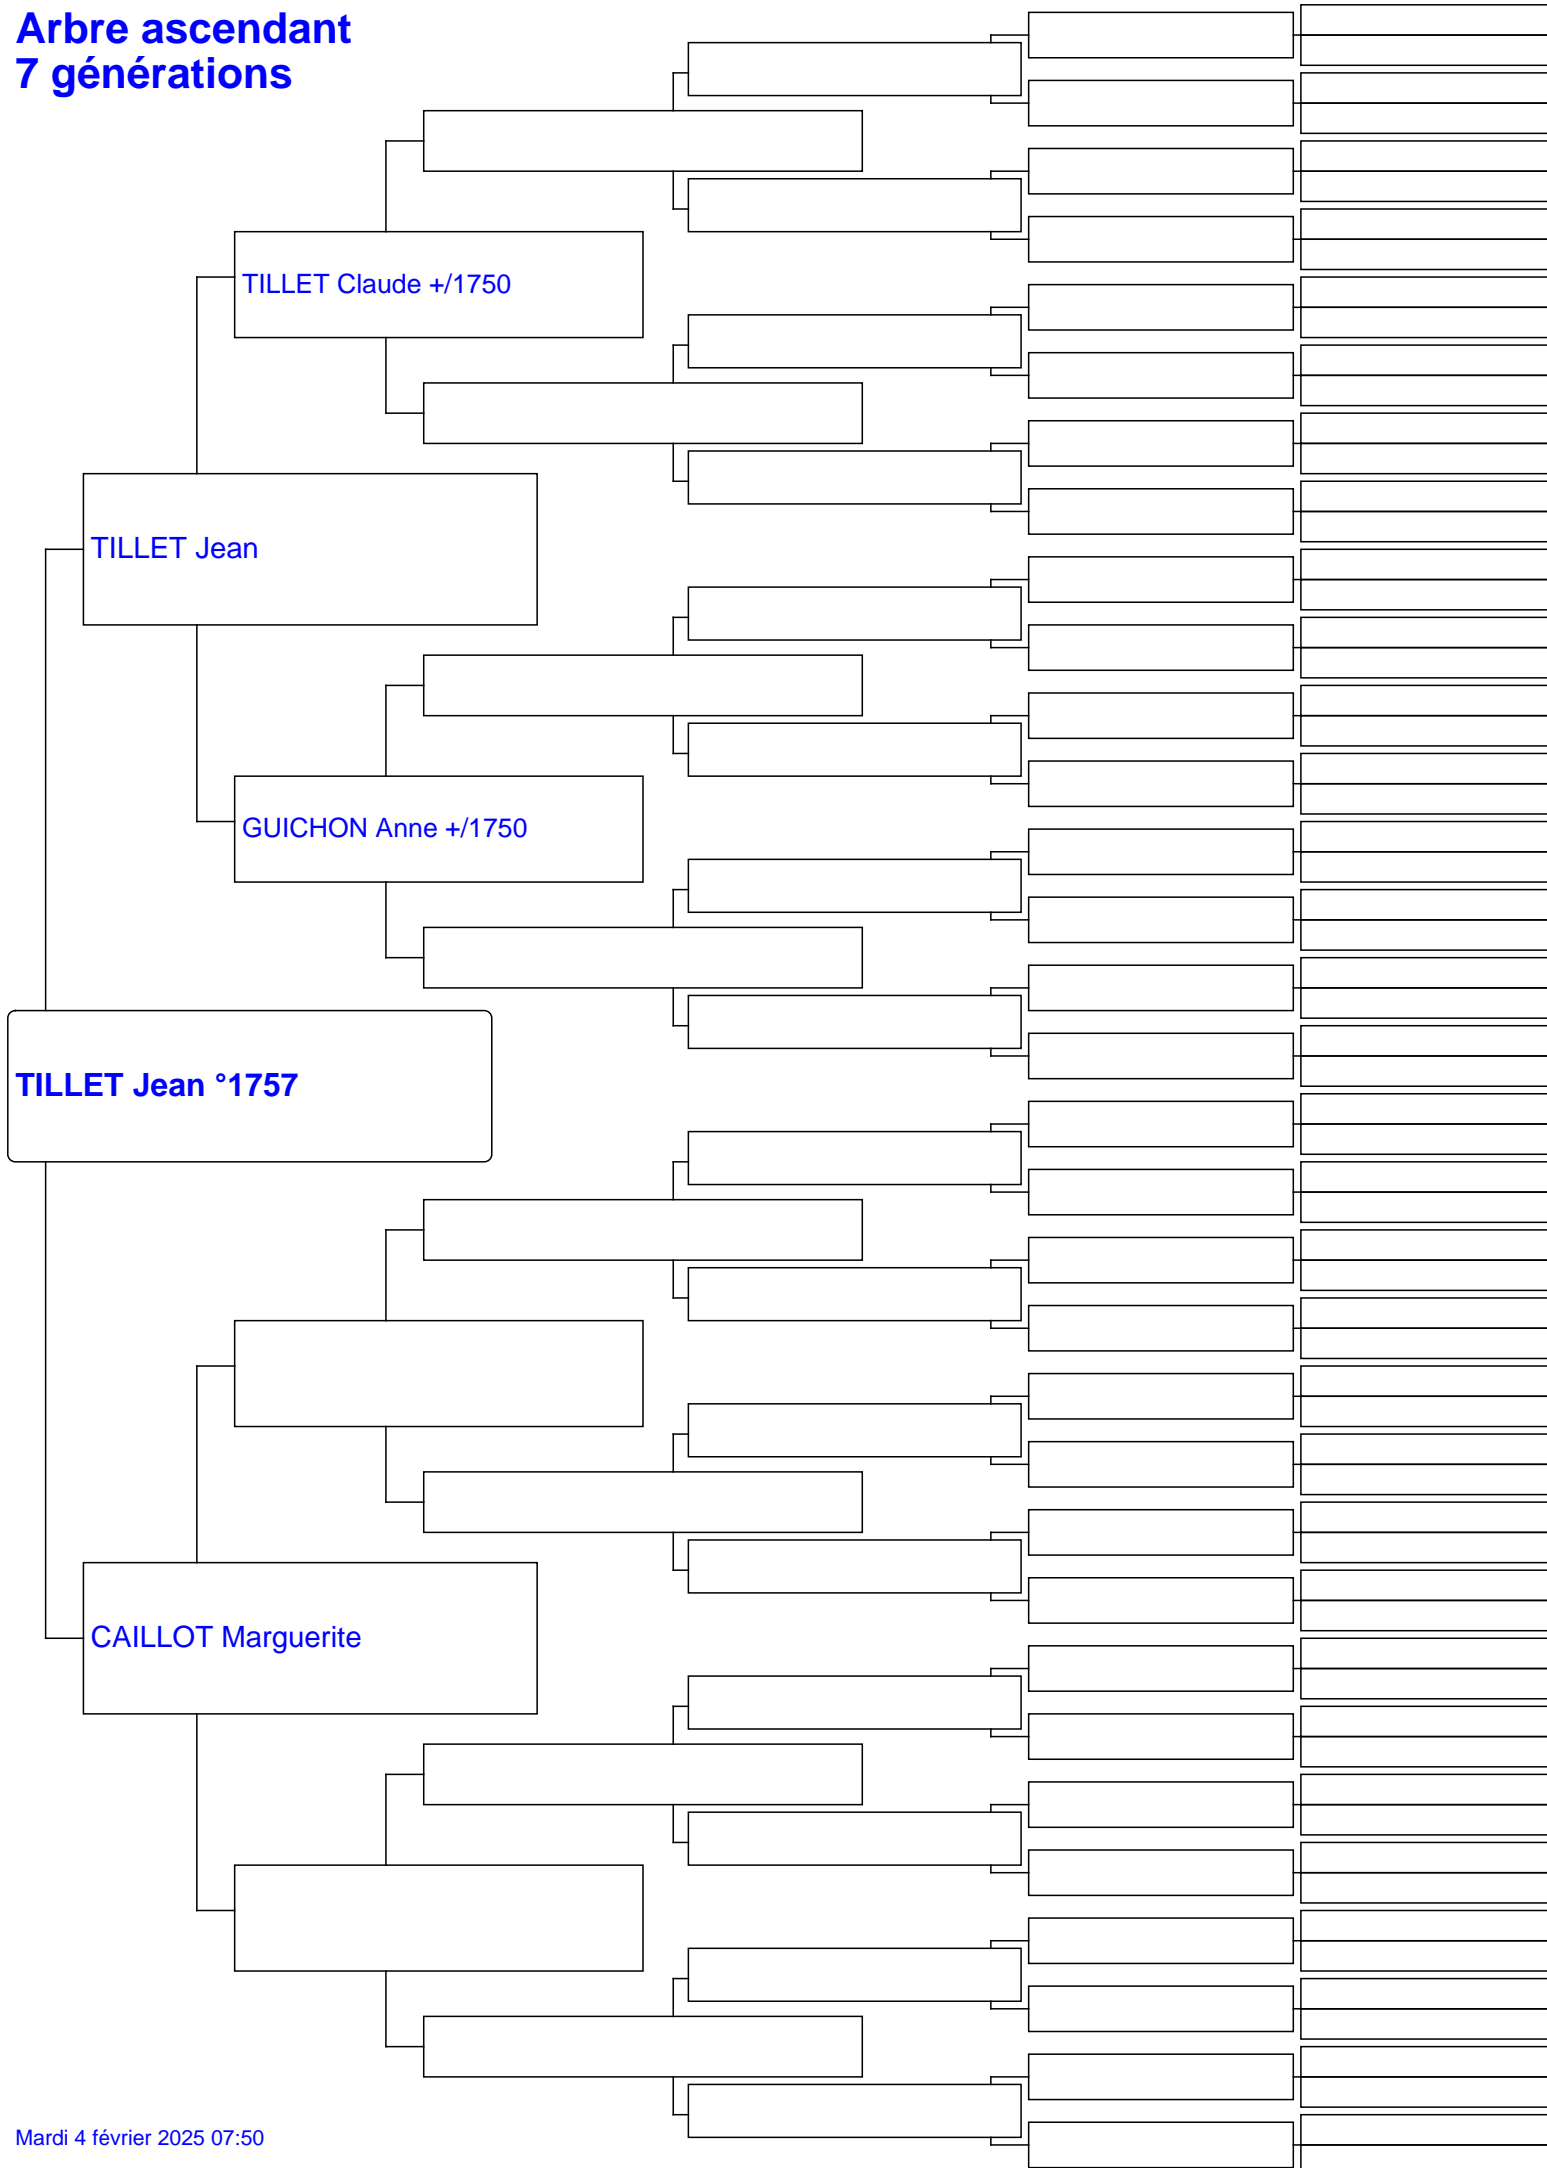 Arbre ascendant
7 générations
TILLET Claude +/1750
TILLET Jean
GUICHON Anne +/1750
TILLET Jean °1757
CAILLOT Marguerite
Mardi 4 février 2025 07:50